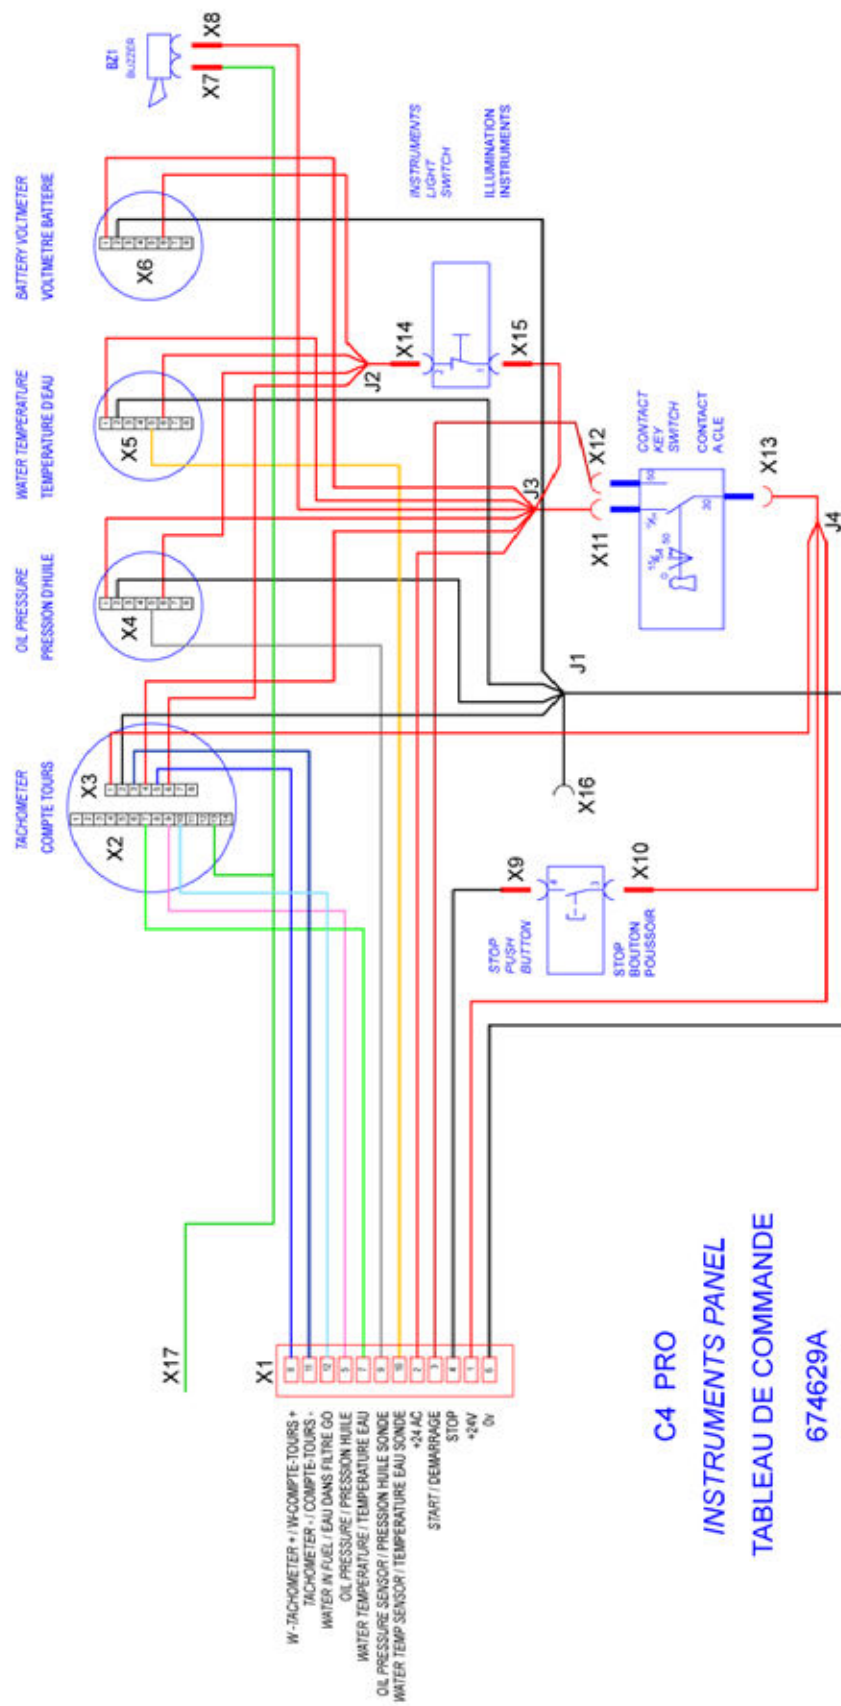 BZ1
BUZZER
X8
X7
BATTERY VOLTMETER
VOLTMETRE BATTERIE
X6
INSTRUMENTS
LIGHT
SWITCH
ILLUMINATION
INSTRUMENTS
WATER TEMPERATURE
TEMPERATURE D'EAU
X5
J2
X14
X15
OIL PRESSURE
PRESSION D'HUILE
X4
J3
X12
X11
CONTACT
KEY
SWITCH
CONTACT
A CLE
X13
50
30
J4
J1
X16
TACHOMETER
COMPTE TOURS
X3
X2
X9
X10
STOP
PUSH
BUTTON
STOP
BOUTON
POUSSOIR
X17
X1
W -TACHOMETER + / W-COMPTE-TOURS +
TACHOMETER - / COMPTE-TOURS -
WATER IN FUEL / EAU DANS FILTRE GO
OIL PRESSURE / PRESSION HUILE
WATER TEMPERATURE / TEMPERATURE EAU
OIL PRESSURE SENSOR / PRESSION HUILE SONDE
WATER TEMP SENSOR / TEMPERATURE EAU SONDE
+24 AC
START / DEMARRAGE
STOP
+24V
0v
C4 PRO
INSTRUMENTS PANEL
TABLEAU DE COMMANDE
674629A